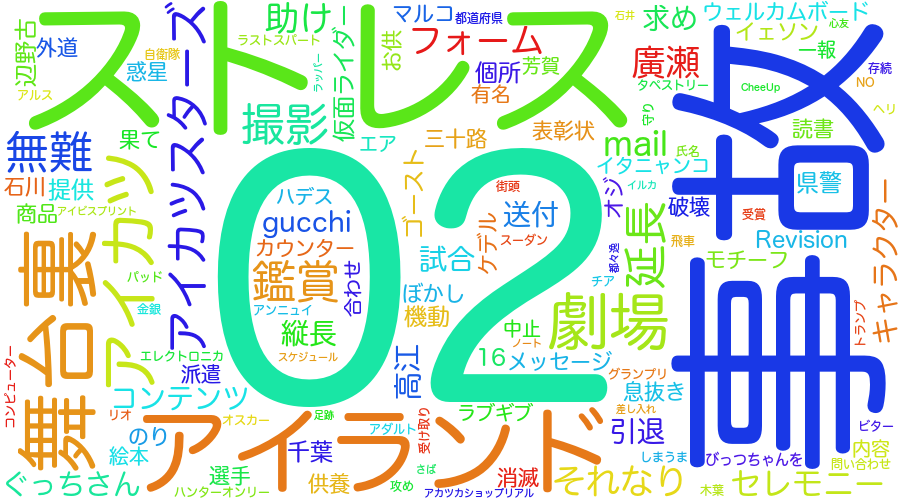 ストレス
02
事故
舞台裏
アイランド
アイカツ
アイカツスターズ
劇場
撮影
鑑賞
無難
延長
フォーム
助け
廣瀬
mail
求め
マルコ
都道府県
石井
ウェルカムボード
心友
イェソン
一報
存続
NO
ヘリ
CheeUp
タペストリー
読書
守り
氏名
イタニャンコ
イルカ
県警
辺野古
外道
アルス
自衛隊
惑星
果て
ラストスパート
ラッパー
仮面ライダー
お供
個所
芳賀
有名
表彰状
三十路
エア
石川
提供
商品
アイビスプリント
パッド
金銀
エレクトロニカ
派遣
コンピューター
リオ
コンテンツ
のり
絵本
ぐっちさん
選手
ハンターオンリー
オスカー
千葉
供養
足跡
アダルト
攻め
受け取り
さば
アカツカショップリアル
ラブギブ
消滅
それなり
差し入れ
引退
しまうま
びっつちゃんを
木葉
セレモニー
問い合わせ
内容
ビター
息抜き
グランプリ
メッセージ
16
ノート
中止
高江
縦長
スケジュール
アンニュイ
合わせ
カウンター
gucchi
ハデス
ゴースト
試合
ぼかし
機動
ケデル
スーダン
街頭
送付
チア
都々逸
オジ
破壊
受賞
飛車
Revision
モチーフ
キャラクター
トランプ